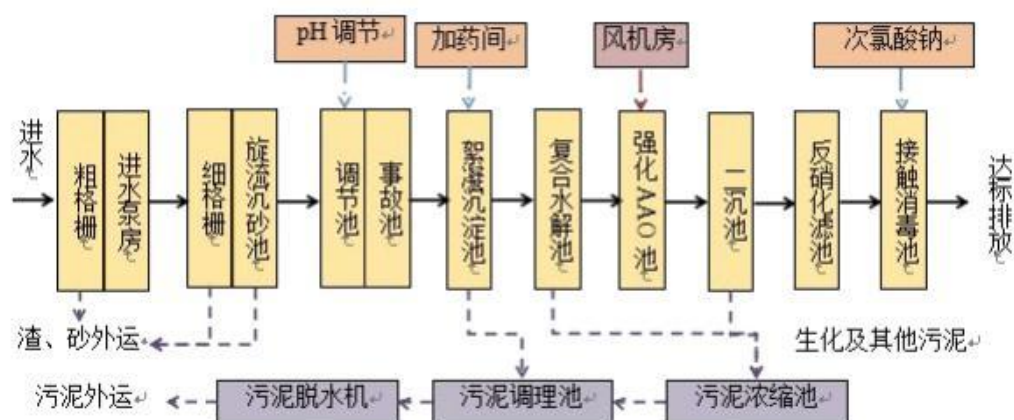 pH 调节
加药间
风机房
次氯酸钠
进水
粗格栅
进水泵房
细格栅
旋流沉砂池
调节池
事故池
絮凝沉淀池
复合水解池
强化 AAAO 池
二沉池
反硝化滤池
接触消毒池
达标排放
渣、砂外运
生化及其他污泥
污泥外运
污泥脱水机
污泥调理池
污泥浓缩池